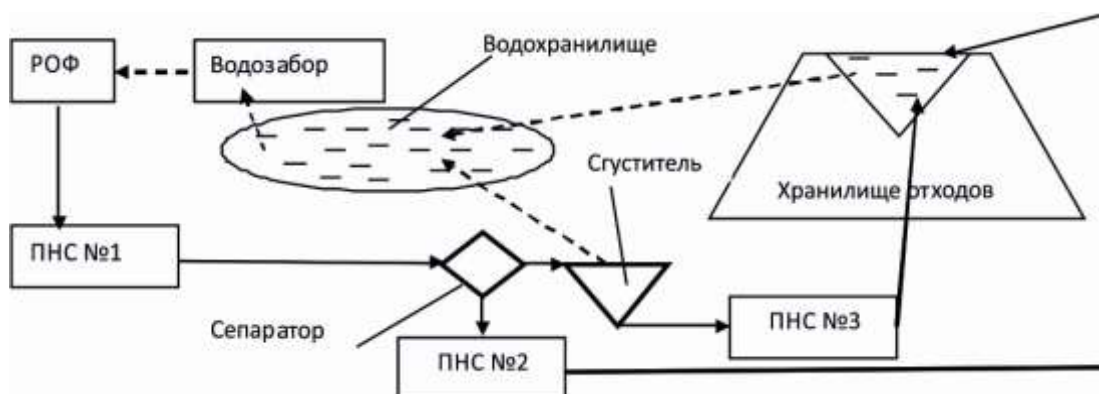 РОФ
Водозабор
Водохранилище
Сгуститель
Хранилище отходов
ПНС №1
Сепаратор
ПНС №2
ПНС №3